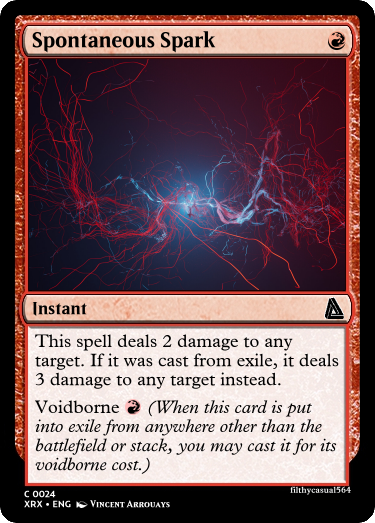 Spontaneous Spark
Instant
This spell deals 2 damage to any
target. If it was cast from exile, it deals
3 damage to any target instead.
Voidborne (When this card is put
into exile from anywhere other than the
battlefield or stack, you may cast it for its
voidborne cost.)
C 0024
filthycasual564
XRX • ENG Vincent Arrouays